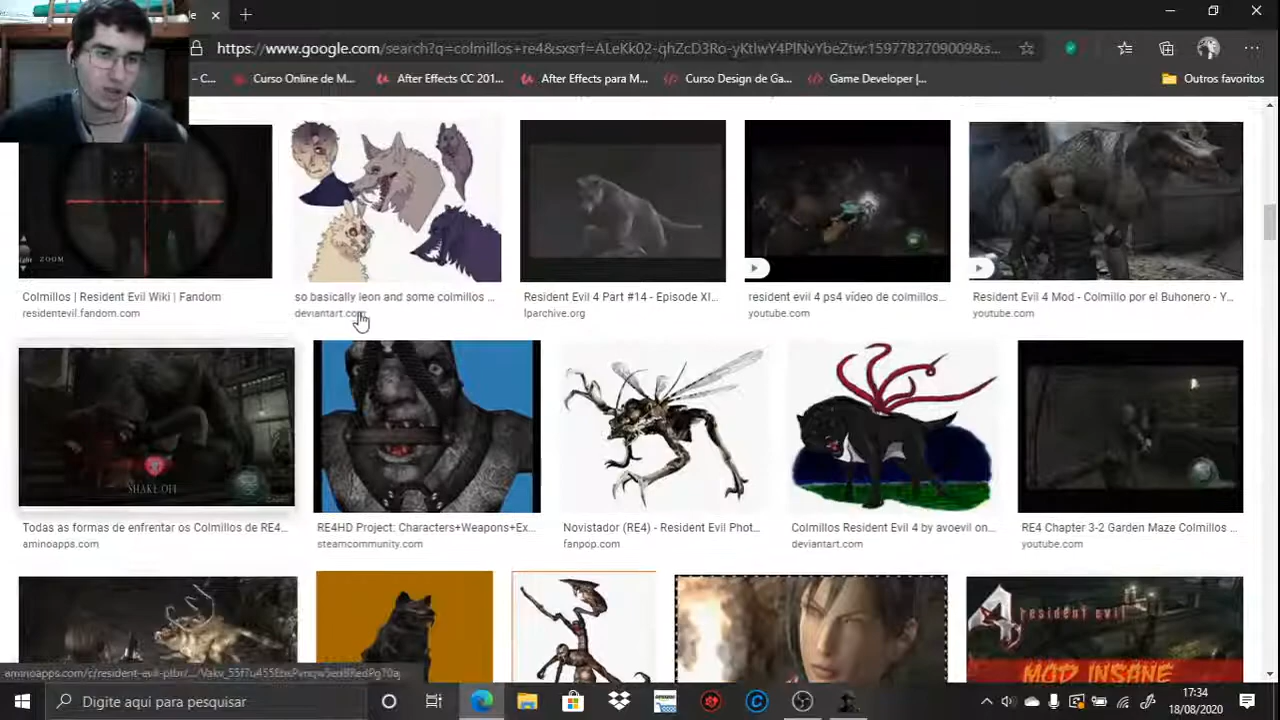 le
https://www.google.com/search?q=colmillos+re4&sxsrf=ALeKk02-qhZcD3Ro-yKtlwY4PlNvYbeZtw:1597782709009&s...
– C...
Curso Online de M...
After Effects CC 201...
After Effects para M...
Curso Design de Ga...
Game Developer |...
Outros favoritos
ZOOM
Colmillos | Resident Evil Wiki | Fandom
residentevil.fandom.com
so basically leon and some colmillos ...
deviantart.com
Resident Evil 4 Part #14 - Episode XI...
lparchive.org
resident evil 4 ps4 vídeo de colmillos...
youtube.com
Resident Evil 4 Mod - Colmillo por el Buhonero - Y...
youtube.com
SHAKE OFF
Todas as formas de enfrentar os Colmillos de RE4...
aminoapps.com
RE4HD Project: Characters+Weapons+Ex...
steamcommunity.com
Novistador (RE4) - Resident Evil Phot...
fanpop.com
Colmillos Resident Evil 4 by avoevil on...
deviantart.com
RE4 Chapter 3-2 Garden Maze Colmillos ...
youtube.com
4 resident evil
MOD INSANE
Digite aqui para pesquisar
17:34
18/08/2020